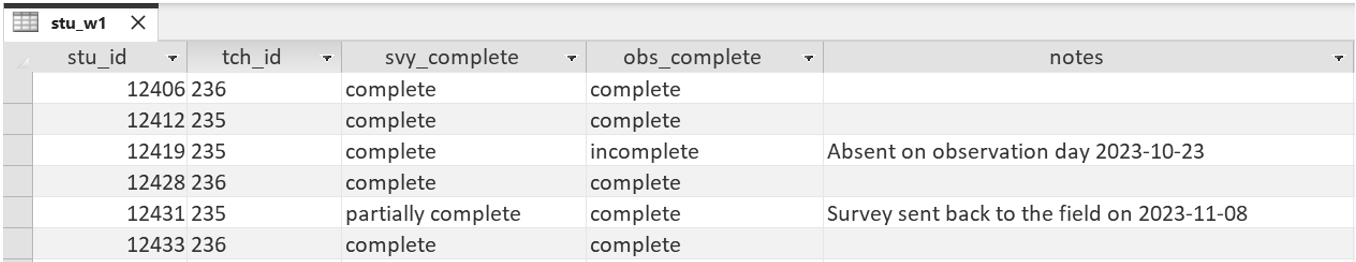 stu_w1
stu_id tch_id svy_complete obs_complete notes
12406 236 complete complete
12412 235 complete complete
12419 235 complete incomplete Absent on observation day 2023-10-23
12428 236 complete complete
12431 235 partially complete complete Survey sent back to the field on 2023-11-08
12433 236 complete complete